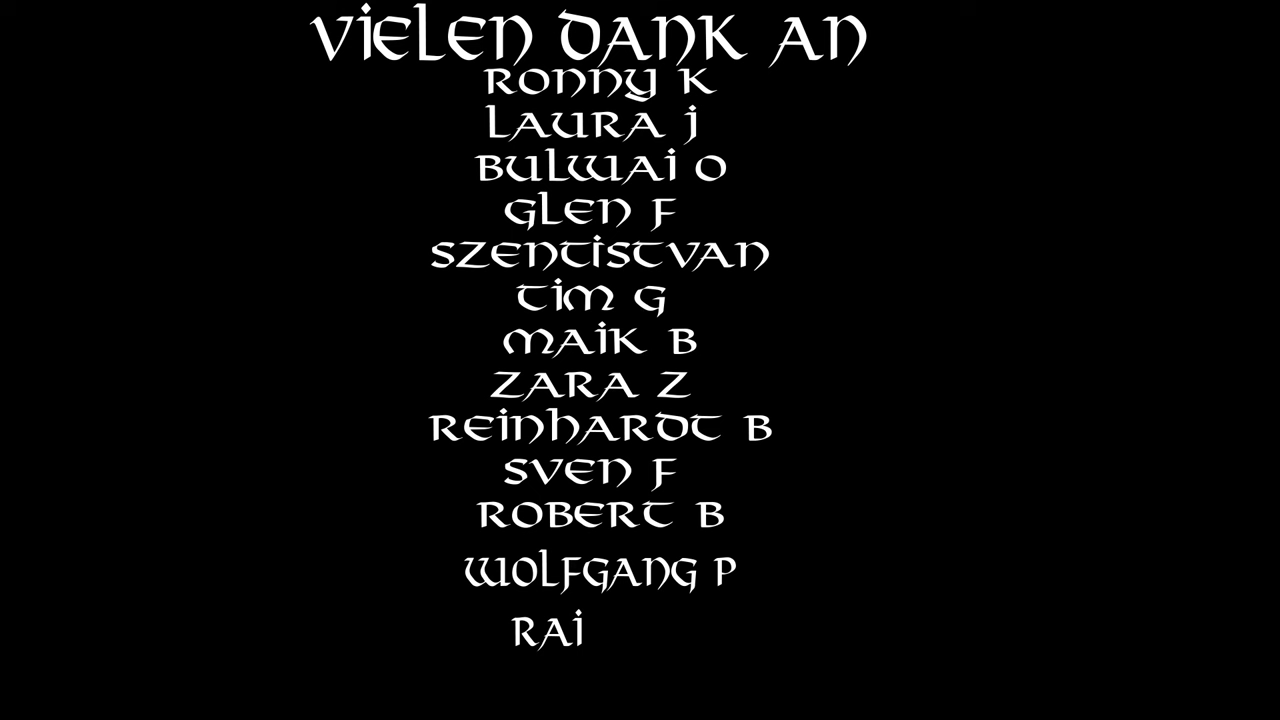 VIELEN DANK AN
RONNY K
LAURA J
BULWAI O
GLEN F
SZENTISTVAN
TIM G
MAIK B
ZARA Z
REINHARDT B
SVEN F
ROBERT B
WOLFGANG P
RAI